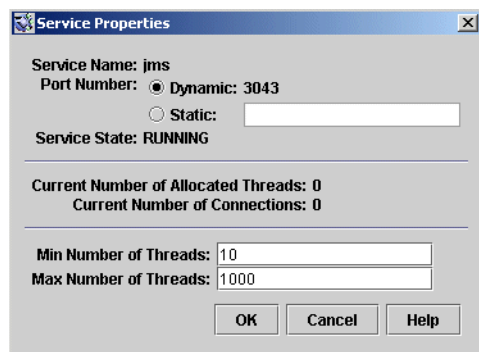 Service Properties
Service Name: jms
Port Number: Dynamic: 3043
Static:
Service State: RUNNING
Current Number of Allocated Threads: 0
Current Number of Connections: 0
Min Number of Threads: 10
Max Number of Threads: 1000
OK Cancel Help